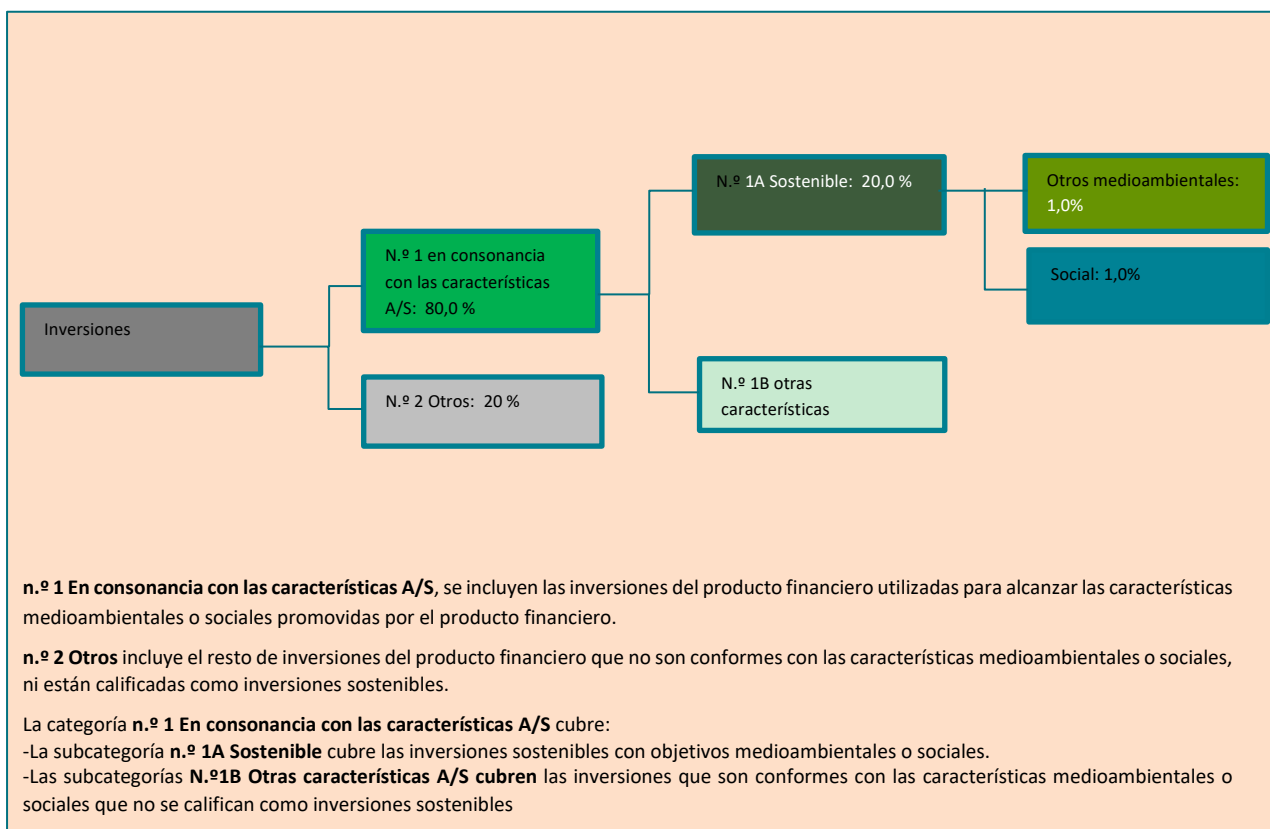 N.º 1A Sostenible: 20,0 %
Otros medioambientales:
1,0%
N.º 1 en consonancia
con las características
A/S: 80,0 %
Social: 1,0%
Inversiones
N.º 2 Otros: 20 %
N.º 1B otras
características
n.º 1 En consonancia con las características A/S, se incluyen las inversiones del producto financiero utilizadas para alcanzar las características
medioambientales o sociales promovidas por el producto financiero.
n.º 2 Otros incluye el resto de inversiones del producto financiero que no son conformes con las características medioambientales o sociales,
ni están calificadas como inversiones sostenibles.
La categoría n.º 1 En consonancia con las características A/S cubre:
-La subcategoría n.º 1A Sostenible cubre las inversiones sostenibles con objetivos medioambientales o sociales.
-Las subcategorías N.º1B Otras características A/S cubren las inversiones que son conformes con las características medioambientales o
sociales que no se califican como inversiones sostenibles